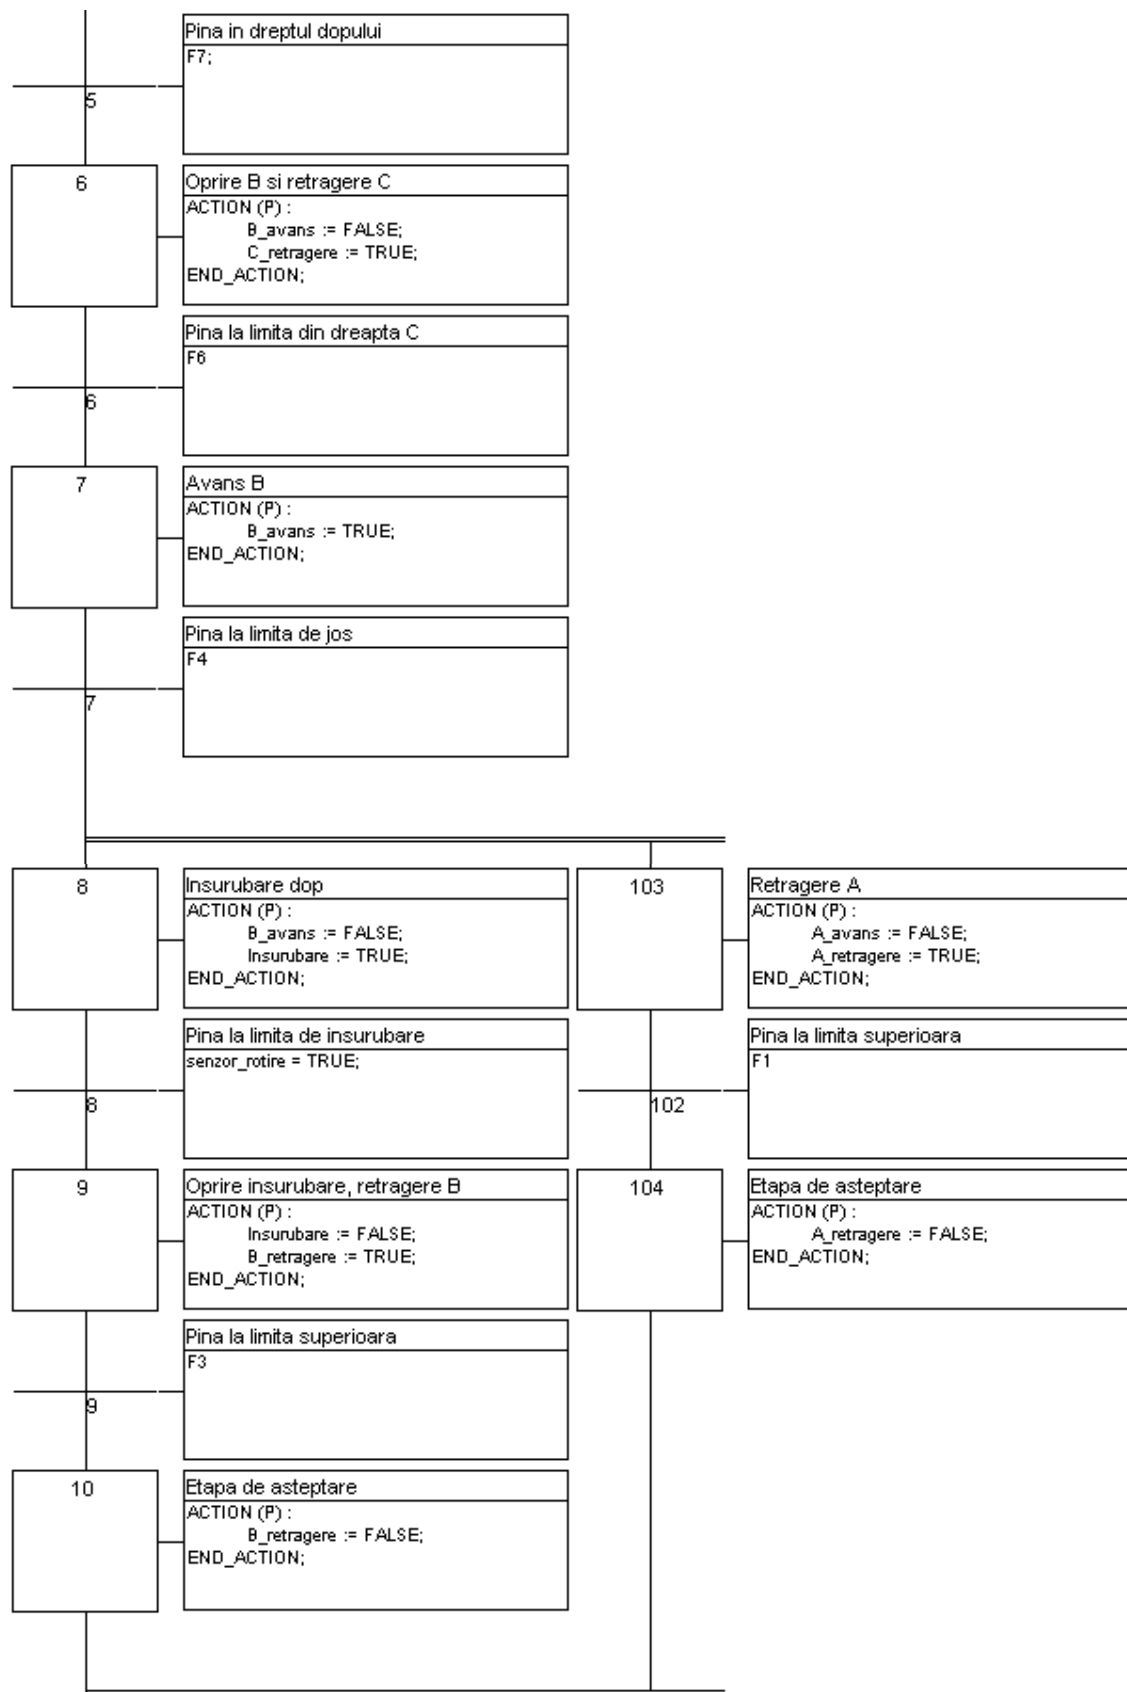 Pina in dreptul dopului
F7;
5
6
Oprire B si retragere C
ACTION (P) :
B_avans := FALSE;
C_retragere := TRUE;
END_ACTION;
Pina la limita din dreapta C
F6
6
7
Avans B
ACTION (P) :
B_avans := TRUE;
END_ACTION;
Pina la limita de jos
F4
7
8
Insurubare dop
ACTION (P) :
B_avans := FALSE;
Insurubare := TRUE;
END_ACTION;
103
Retragere A
ACTION (P) :
A_avans := FALSE;
A_retragere := TRUE;
END_ACTION;
Pina la limita de insurubare
senzor_rotire = TRUE;
8
Pina la limita superioara
F1
102
9
Oprire insurubare, retragere B
ACTION (P) :
Insurubare := FALSE;
B_retragere := TRUE;
END_ACTION;
104
Etapa de asteptare
ACTION (P) :
A_retragere := FALSE;
END_ACTION;
Pina la limita superioara
F3
9
10
Etapa de asteptare
ACTION (P) :
B_retragere := FALSE;
END_ACTION;